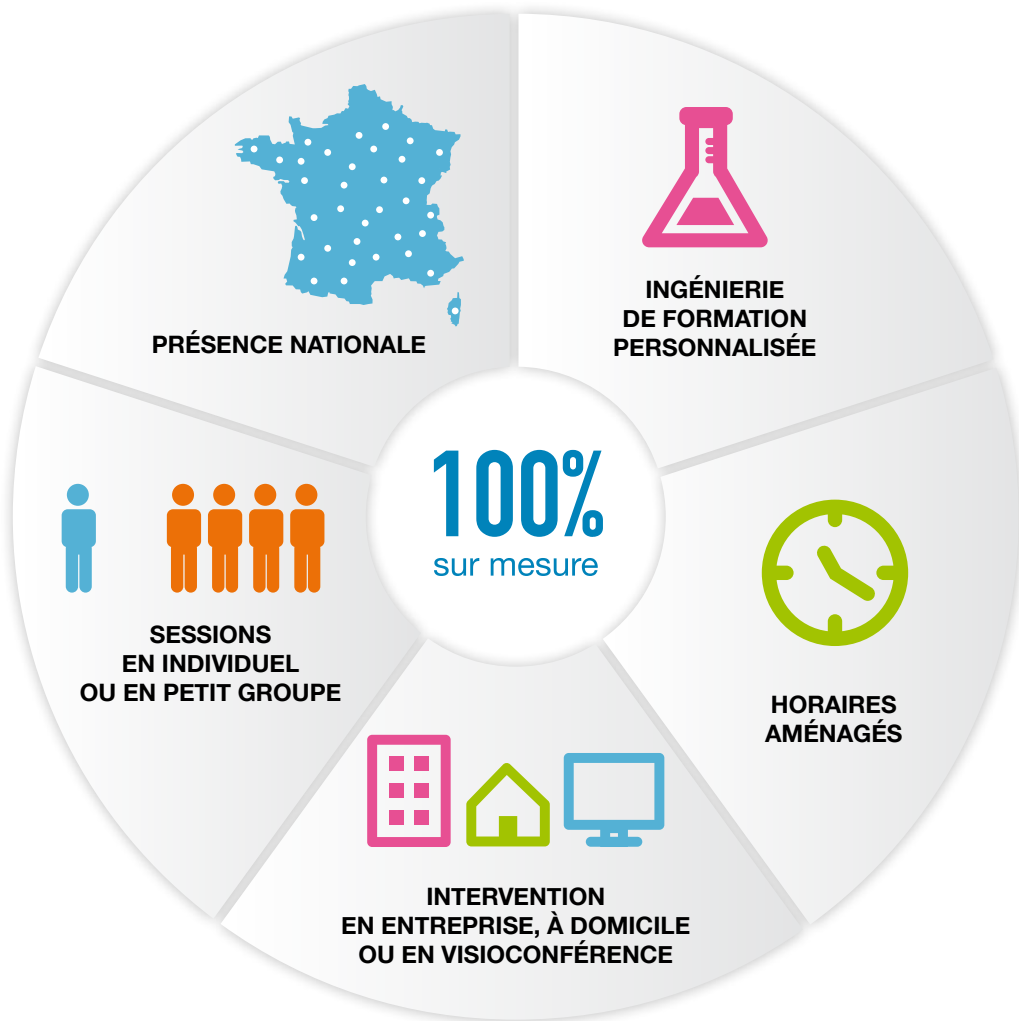 PRÉSENCE NATIONALE
INGÉNIERIE
DE FORMATION
PERSONNALISÉE
100%
sur mesure
SESSIONS
EN INDIVIDUEL
OU EN PETIT GROUPE
HORAIRES
AMÉNAGÉS
INTERVENTION
EN ENTREPRISE, À DOMICILE
OU EN VISIOCONFÉRENCE